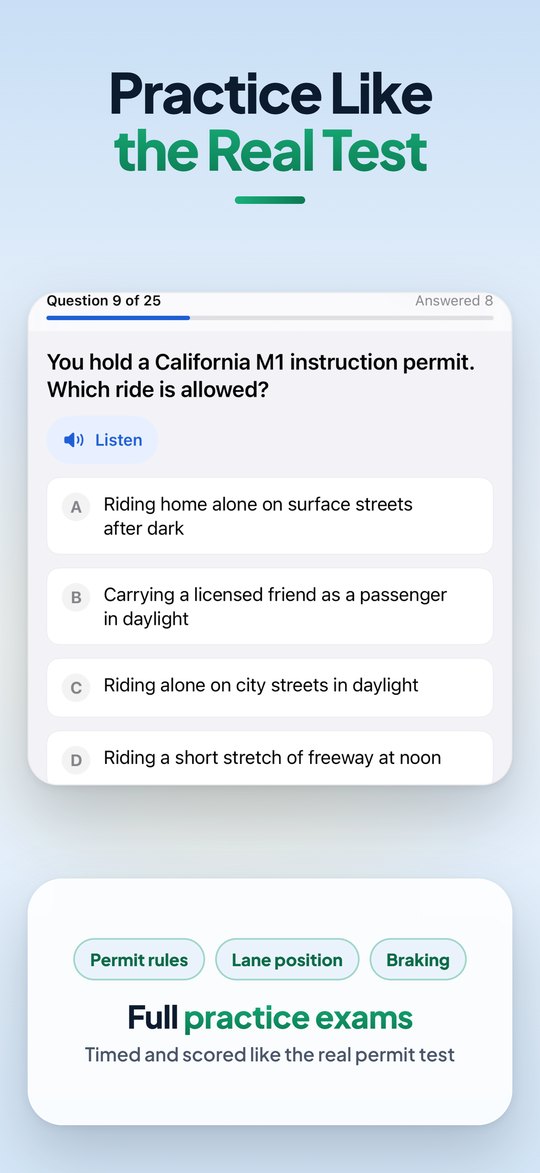 Practice Like
the Real Test
Question 9 of 25
Answered 8
You hold a California M1 instruction permit.
Which ride is allowed?
Listen
A
Riding home alone on surface streets
after dark
B
Carrying a licensed friend as a passenger
in daylight
C
Riding alone on city streets in daylight
D
Riding a short stretch of freeway at noon
Permit rules
Lane position
Braking
Full practice exams
Timed and scored like the real permit test